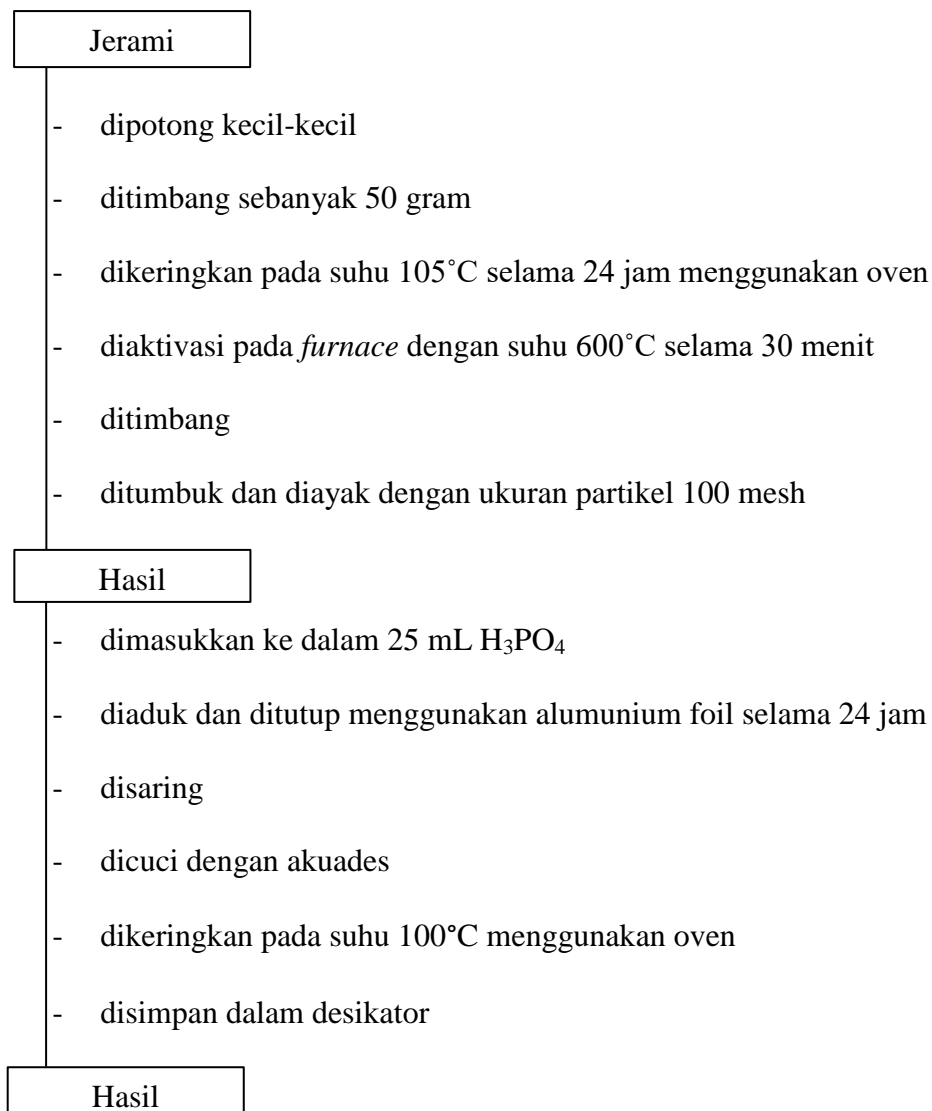 Jerami
- dipotong kecil-kecil
- ditimbang sebanyak 50 gram
- dikeringkan pada suhu 105˚C selama 24 jam menggunakan oven
- diaktivasi pada furnace dengan suhu 600˚C selama 30 menit
- ditimbang
- ditumbuk dan diayak dengan ukuran partikel 100 mesh
Hasil
- dimasukkan ke dalam 25 mL H₃PO₄
- diaduk dan ditutup menggunakan alumunium foil selama 24 jam
- disaring
- dicuci dengan akuades
- dikeringkan pada suhu 100°C menggunakan oven
- disimpan dalam desikator
Hasil